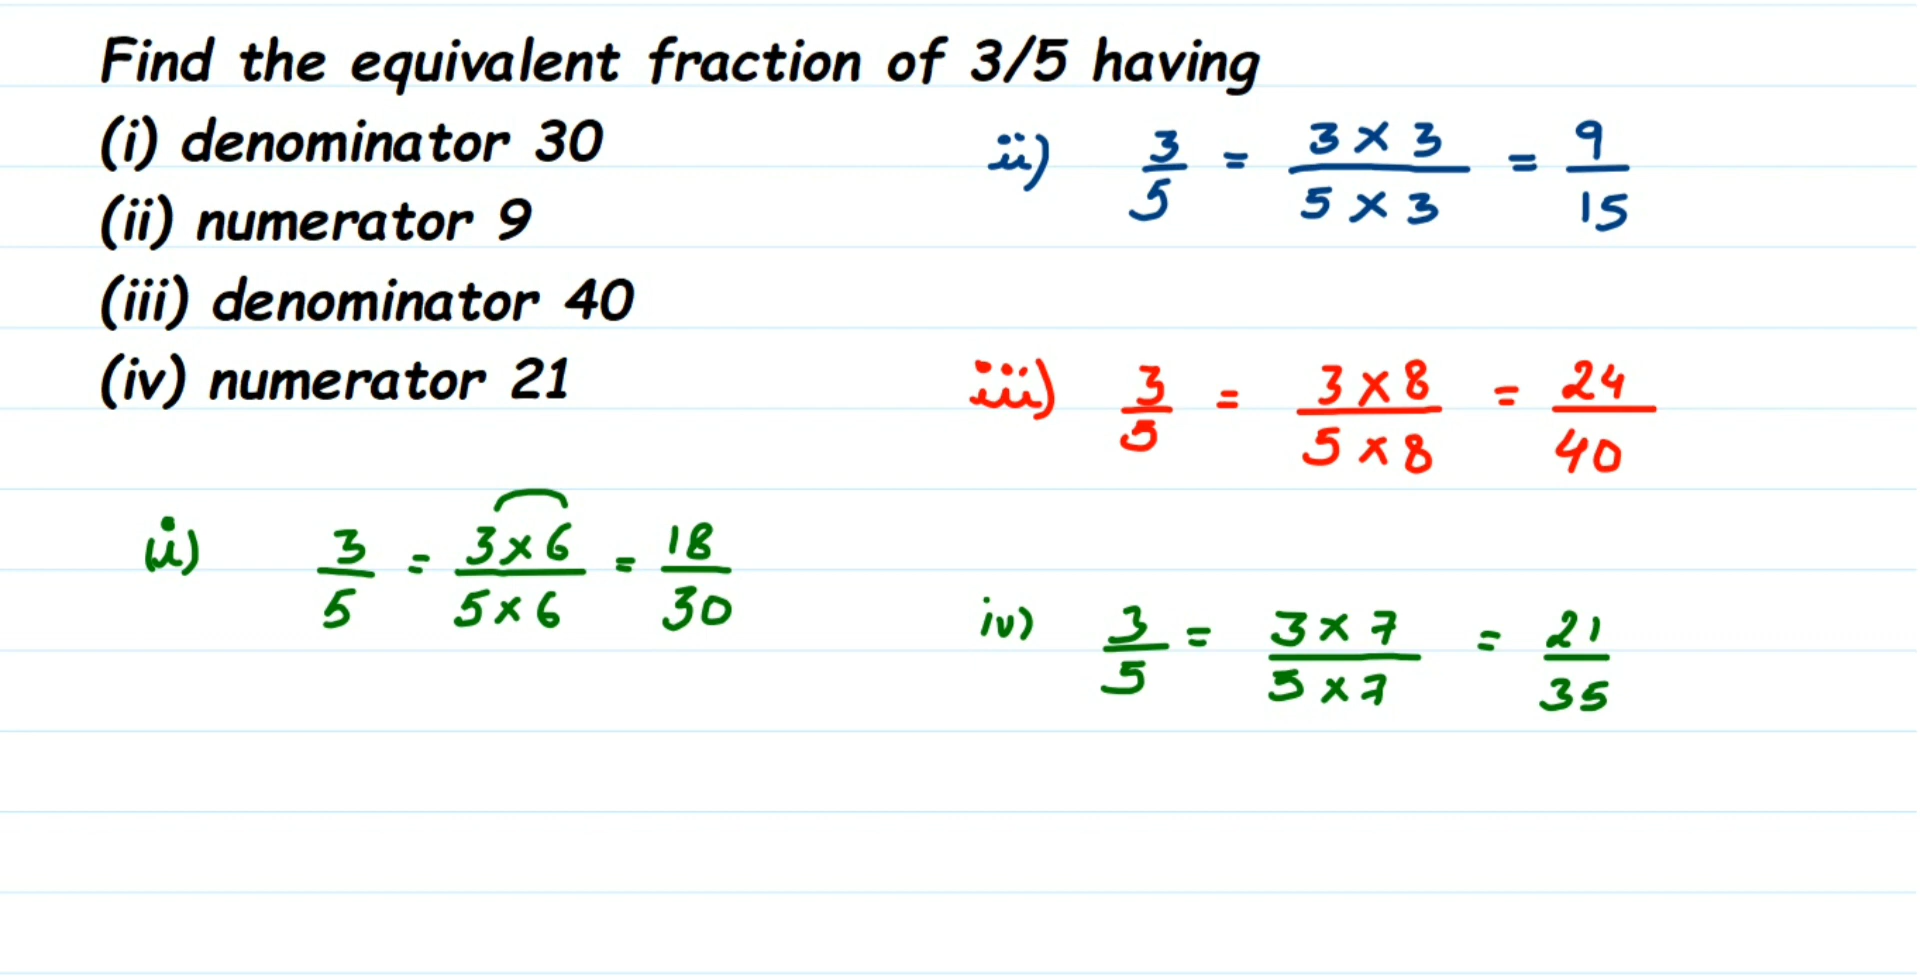 Find the equivalent fraction of 3/5 having
(i) denominator 30
(ii) numerator 9
(iii) denominator 40
(iv) numerator 21
i) 3/5 = 3×6/5×6 = 18/30
ii) 3/5 = 3×3/5×3 = 9/15
iii) 3/5 = 3×8/5×8 = 24/40
iv) 3/5 = 3×7/5×7 = 21/35